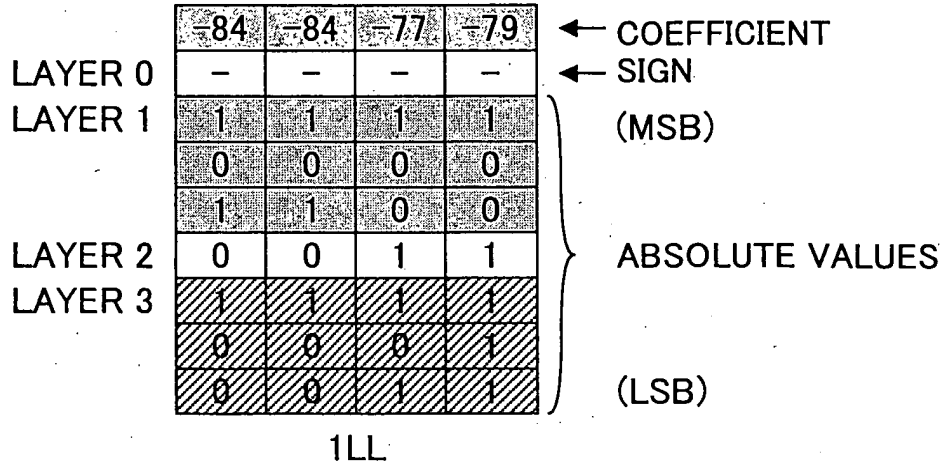 -84 -84 -77 -79 ← COEFFICIENT
LAYER 0 - - - - ← SIGN
LAYER 1 1 1 1 1 (MSB)
0 0 0 0
1 1 0 0
LAYER 2 0 0 1 1 ABSOLUTE VALUES
LAYER 3 1 1 1 1
0 0 0 1
0 0 1 1 (LSB)
1LL